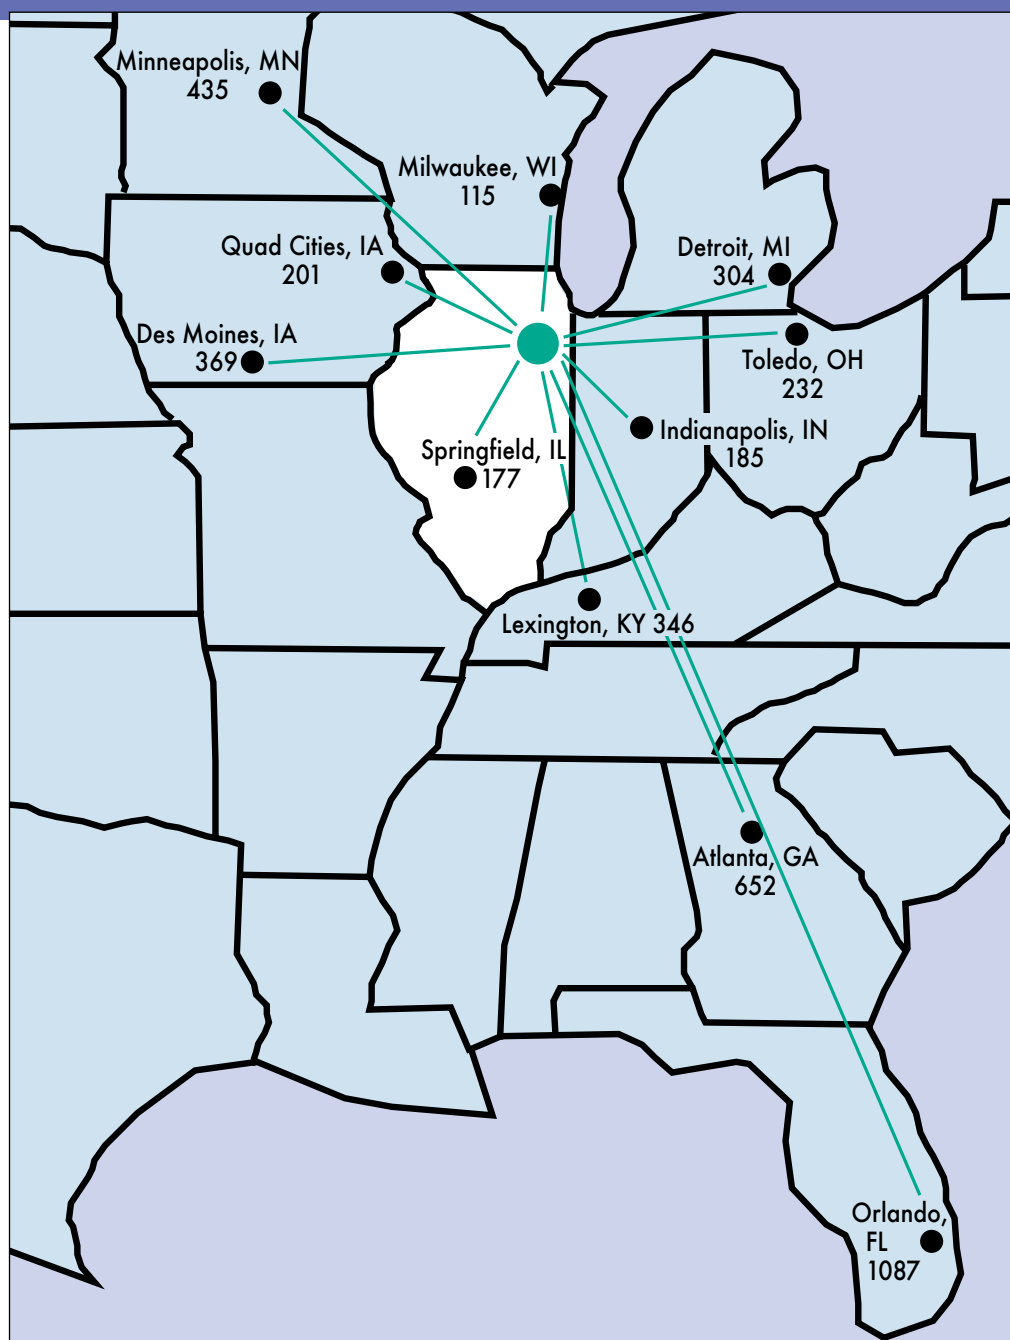 Minneapolis, MN
435
Milwaukee, WI
115
Quad Cities, IA
201
Detroit, MI
304
Des Moines, IA
369
Toledo, OH
232
Indianapolis, IN
185
Springfield, IL
177
Lexington, KY 346
Atlanta, GA
652
Orlando,
FL
1087